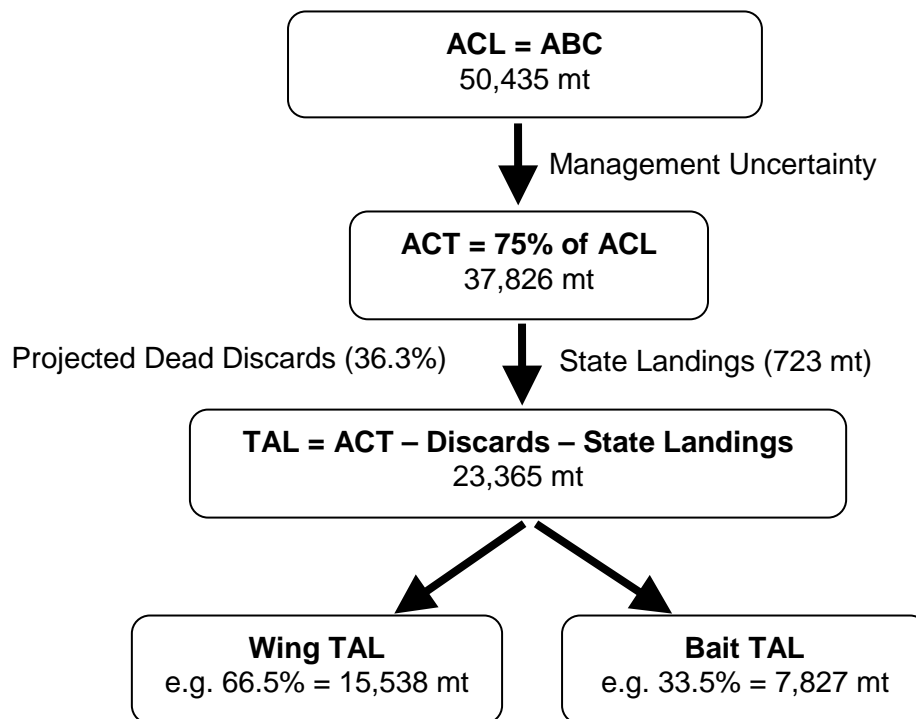 ACL = ABC
50,435 mt
Management Uncertainty
ACT = 75% of ACL
37,826 mt
Projected Dead Discards (36.3%)
State Landings (723 mt)
TAL = ACT – Discards – State Landings
23,365 mt
Wing TAL
e.g. 66.5% = 15,538 mt
Bait TAL
e.g. 33.5% = 7,827 mt